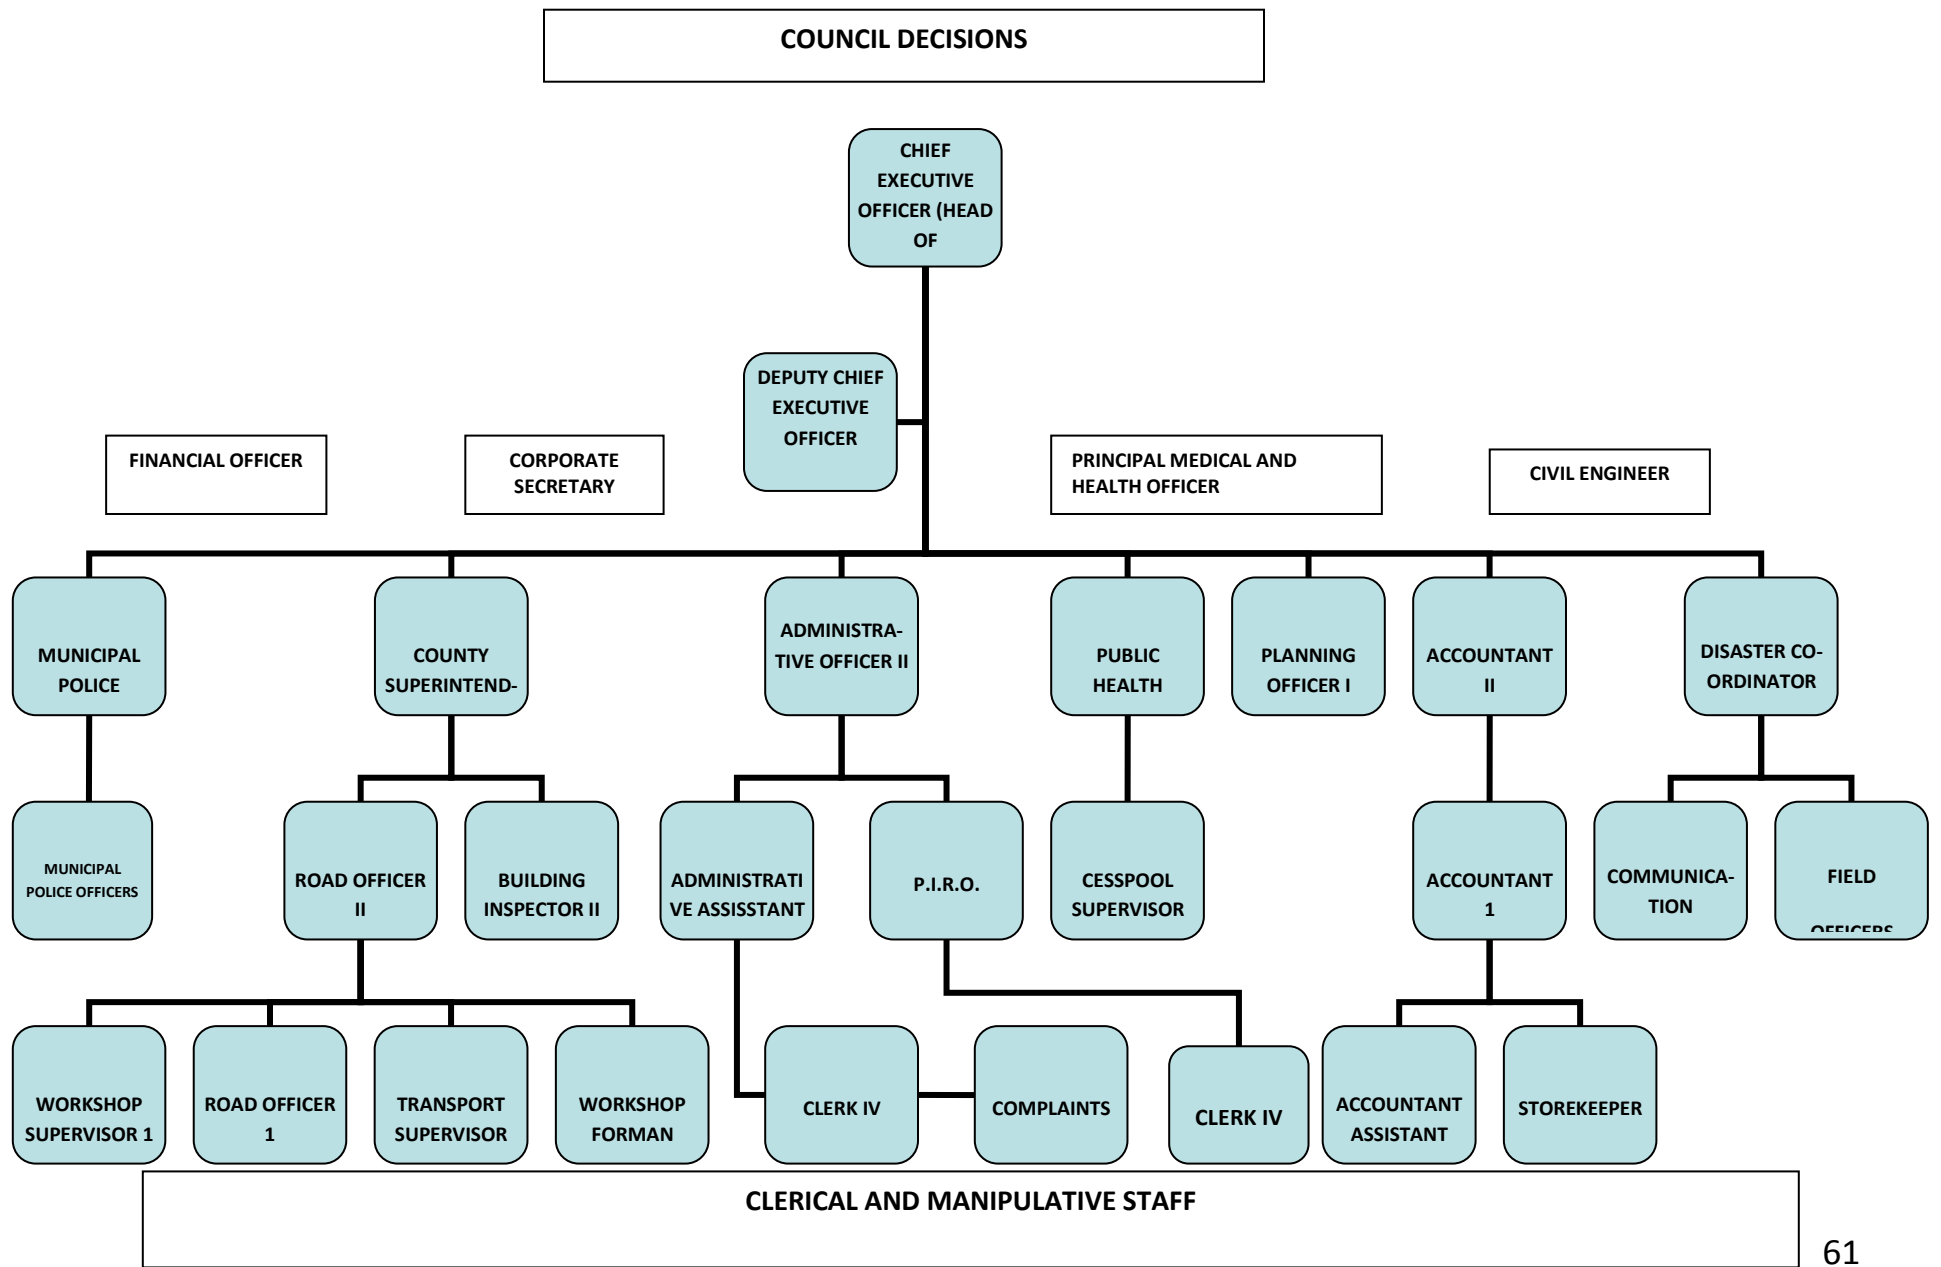 COUNCIL DECISIONS
CHIEF
EXECUTIVE
OFFICER (HEAD
OF
DEPUTY CHIEF
EXECUTIVE
OFFICER
FINANCIAL OFFICER
CORPORATE
SECRETARY
PRINCIPAL MEDICAL AND
HEALTH OFFICER
CIVIL ENGINEER
MUNICIPAL
POLICE
COUNTY
SUPERINTEND-
ADMINISTRA-
TIVE OFFICER II
PUBLIC
HEALTH
PLANNING
OFFICER I
ACCOUNTANT
II
DISASTER CO-
ORDINATOR
MUNICIPAL
POLICE OFFICERS
ROAD OFFICER
II
BUILDING
INSPECTOR II
ADMINISTRATI
VE ASSISSTANT
P.I.R.O.
CESSPOOL
SUPERVISOR
ACCOUNTANT
1
COMMUNICA-
TION
FIELD
OFFICERS
WORKSHOP
SUPERVISOR 1
ROAD OFFICER
1
TRANSPORT
SUPERVISOR
WORKSHOP
FORMAN
CLERK IV
COMPLAINTS
CLERK IV
ACCOUNTANT
ASSISTANT
STOREKEEPER
CLERICAL AND MANIPULATIVE STAFF
61